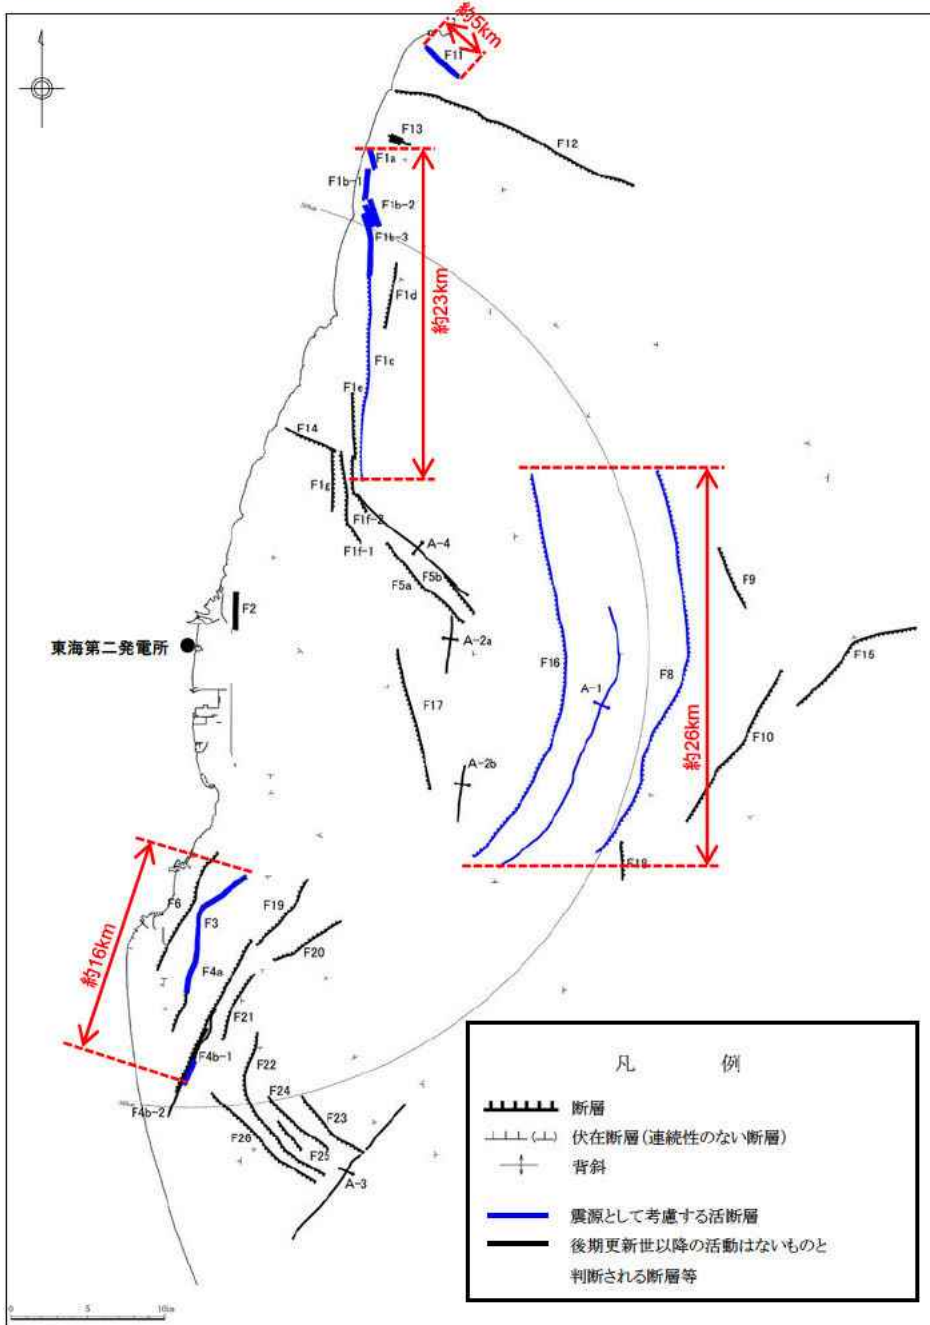 約5km
F11
F12
F13
F1a
F1b-1
F1b-2
F1b-3
F1d
約23km
F1c
F1e
F14
F1g
F1f-2
F1f-1
A-4
F5b
F5a
F9
F2
東海第二発電所
A-2a
F16
F8
F15
A-1
F17
F10
約26km
A-2b
F18
F6
F3
F19
F20
約16km
F4a
F21
F4b-1
F22
F4b-2
F24
F23
F26
F25
A-3
凡 例
断層
伏在断層(連続性のない断層)
背斜
震源として考慮する活断層
後期更新世以降の活動はないものと
判断される断層等
0 5 10km